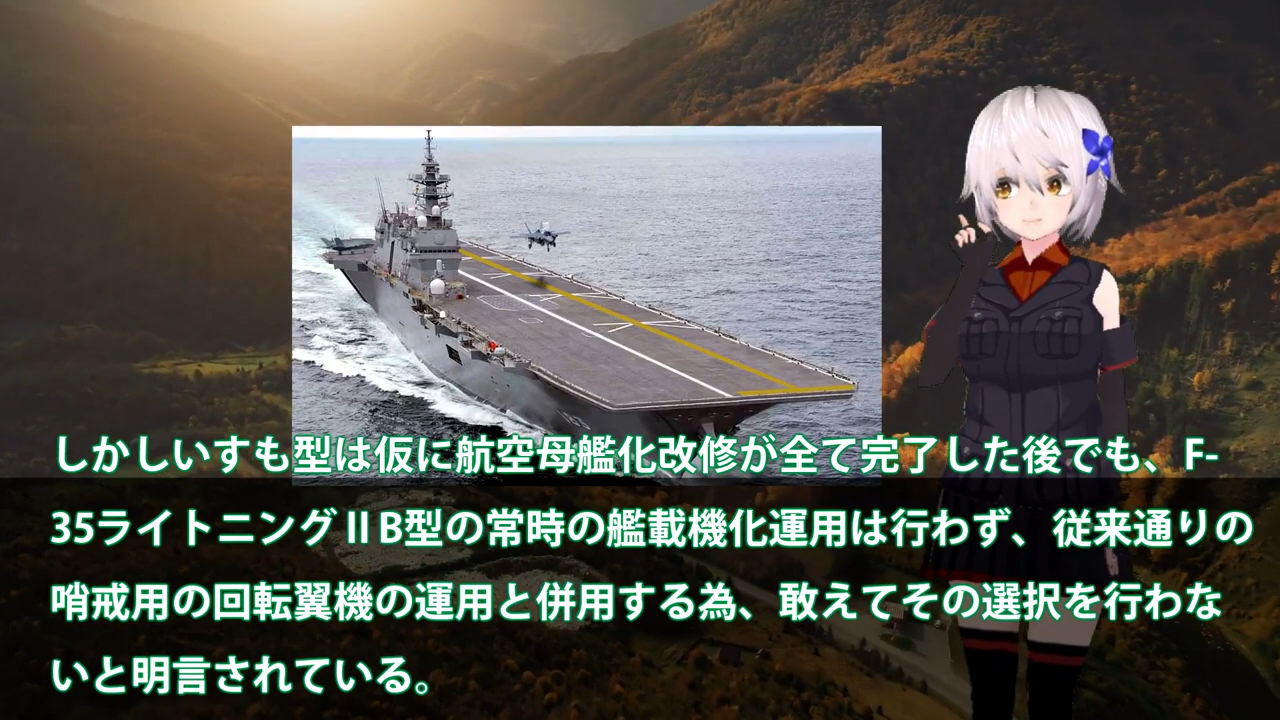 しかしいずも型は仮に航空母艦化改修が全て完了した後でも、F-
35ライトニングⅡB型の常時の艦載機化運用は行わず、従来通りの
哨戒用の回転翼機の運用と併用する為、敢えてその選択を行わな
いと明言されている。